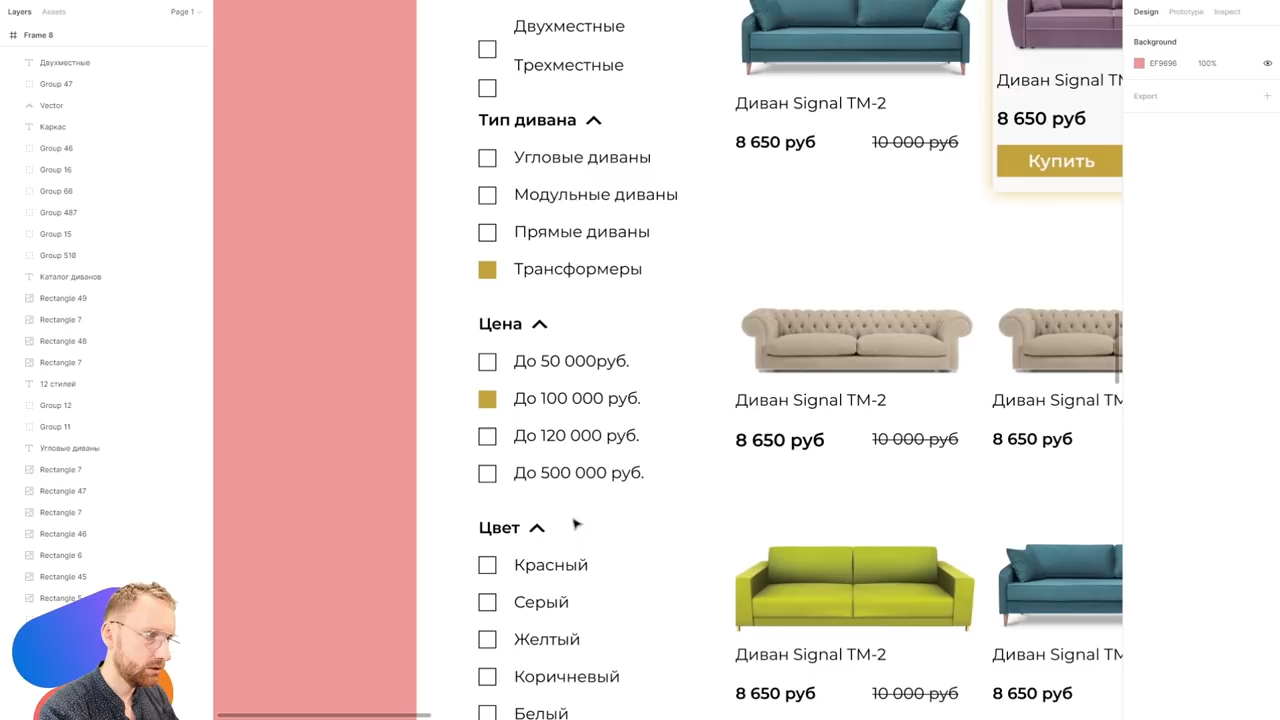 Layers
Assets
Page 1
Frame 8
Двухместные
Group 47
Vector
Каркас
Group 46
Group 16
Group 66
Group 487
Group 15
Group 510
Каталог диванов
Rectangle 49
Rectangle 7
Rectangle 48
Rectangle 7
12 стилей
Group 12
Group 11
Угловые диваны
Rectangle 7
Rectangle 47
Rectangle 7
Rectangle 46
Rectangle 6
Rectangle 45
Rectangle 5
Двухместные
Трехместные
Тип дивана
Угловые диваны
Модульные диваны
Прямые диваны
Трансформеры
Цена
До 50 000руб.
До 100 000 руб.
До 120 000 руб.
До 500 000 руб.
Цвет
Красный
Серый
Желтый
Коричневый
Белый
Диван Signal TM-2
8 650 руб
10 000 руб
Диван Signal TM
8 650 руб
Купить
Диван Signal TM-2
8 650 руб
10 000 руб
Диван Signal TM
8 650 руб
Диван Signal TM-2
8 650 руб
10 000 руб
Диван Signal TM
8 650 руб
Design
Prototype
Inspect
Background
EF9696
100%
Export